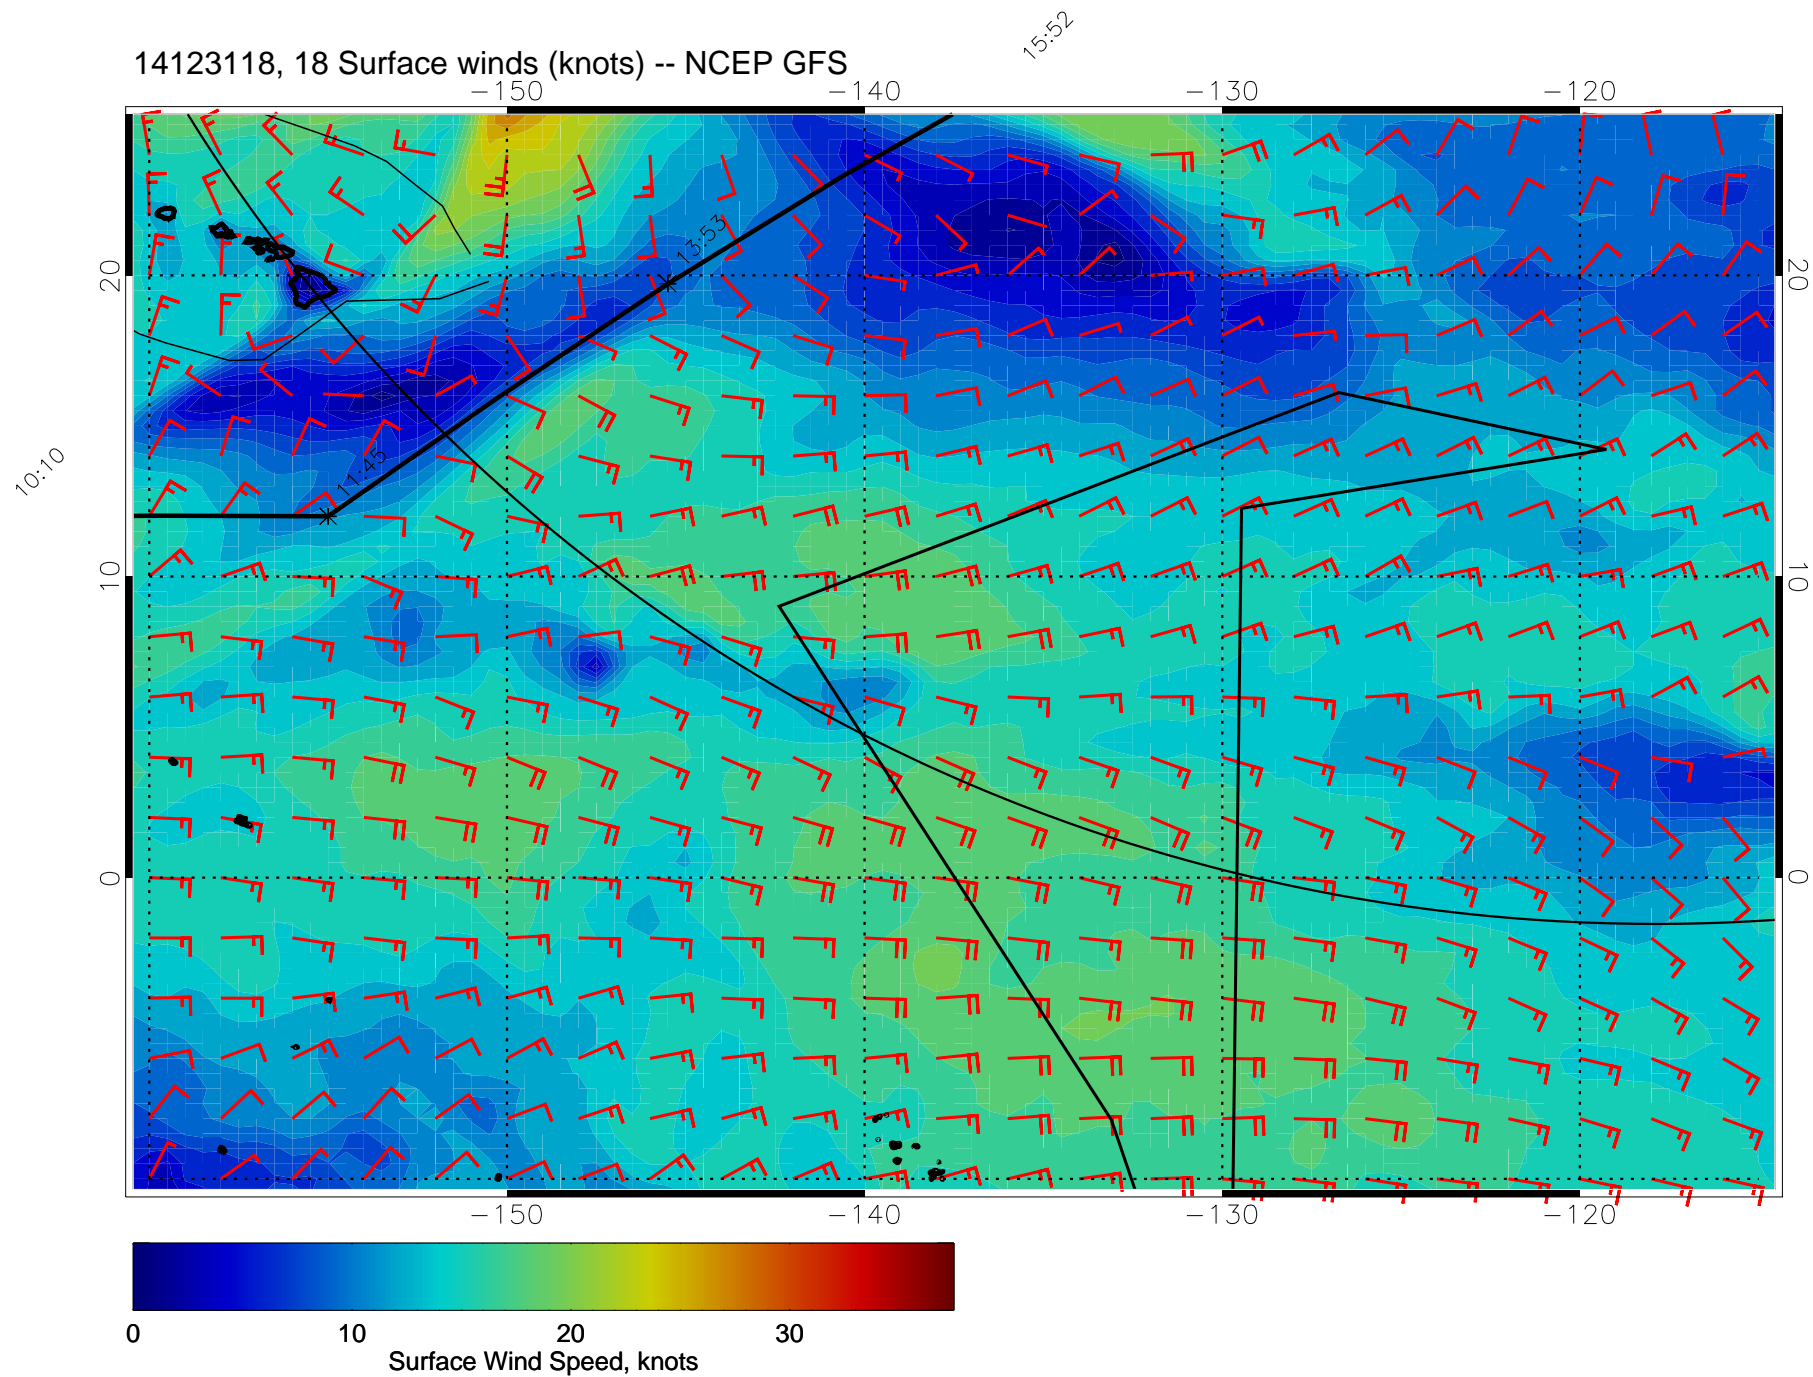 15:52
14123118, 18 Surface winds (knots) -- NCEP GFS
-150 -140 -130 -120
13:53
20 20
11:45
10:10
10 10
0 0
-150 -140 -130 -120
0 10 20 30
Surface Wind Speed, knots